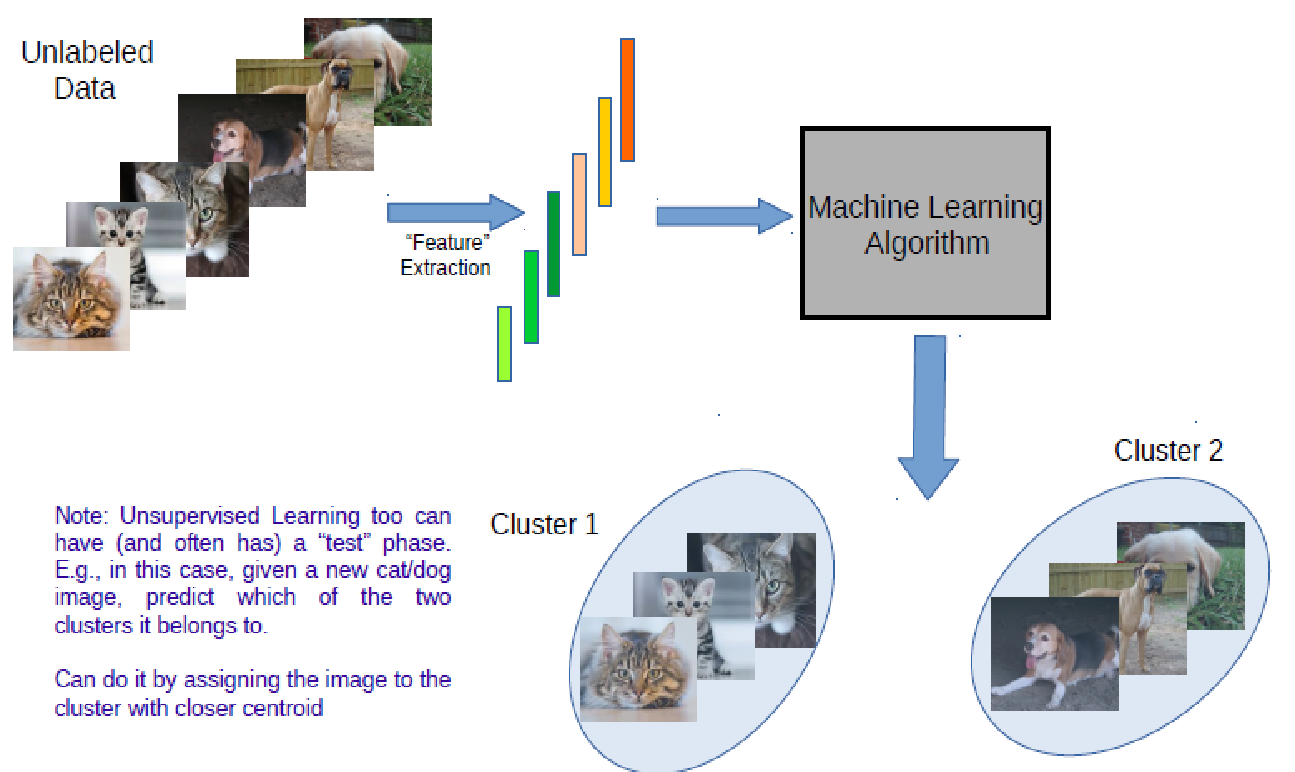 Unlabeled
Data
“Feature”
Extraction
Machine Learning
Algorithm
Cluster 2
Cluster 1
Note: Unsupervised Learning too can
have (and often has) a “test” phase.
E.g., in this case, given a new cat/dog
image, predict which of the two
clusters it belongs to.
Can do it by assigning the image to the
cluster with closer centroid